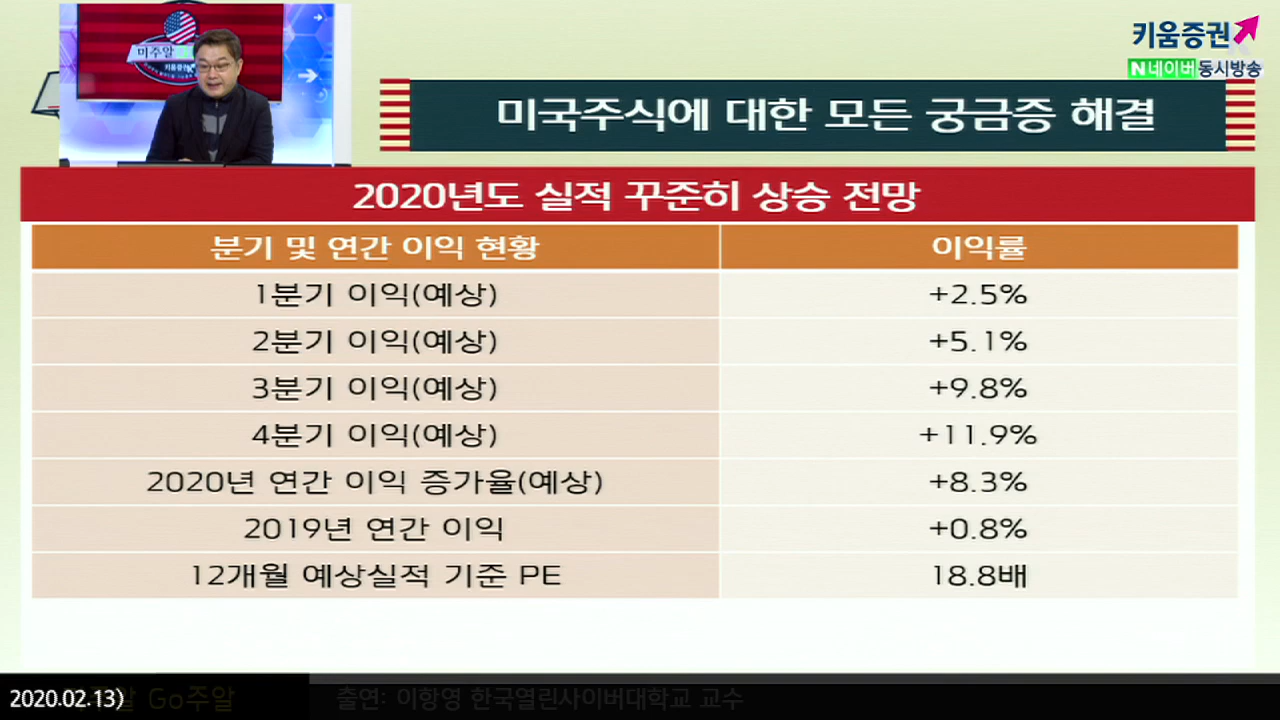 미주알
키움증권
키움증권
N 네이버 동시방송
미국주식에 대한 모든 궁금증 해결
2020년도 실적 꾸준히 상승 전망
분기 및 연간 이익 현황 이익률
1분기 이익(예상) +2.5%
2분기 이익(예상) +5.1%
3분기 이익(예상) +9.8%
4분기 이익(예상) +11.9%
2020년 연간 이익 증가율(예상) +8.3%
2019년 연간 이익 +0.8%
12개월 예상실적 기준 PE 18.8배
2020.02.13) 알 Go주알 출연: 이항영 한국열린사이버대학교 교수